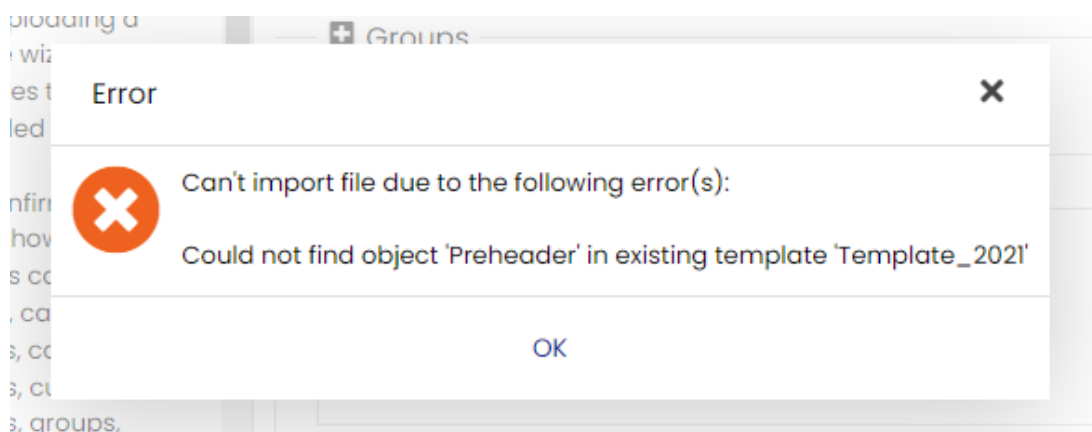 Groups
Error
Can't import file due to the following error(s):
Could not find object 'Preheader' in existing template 'Template_2021'
OK
s, groups,